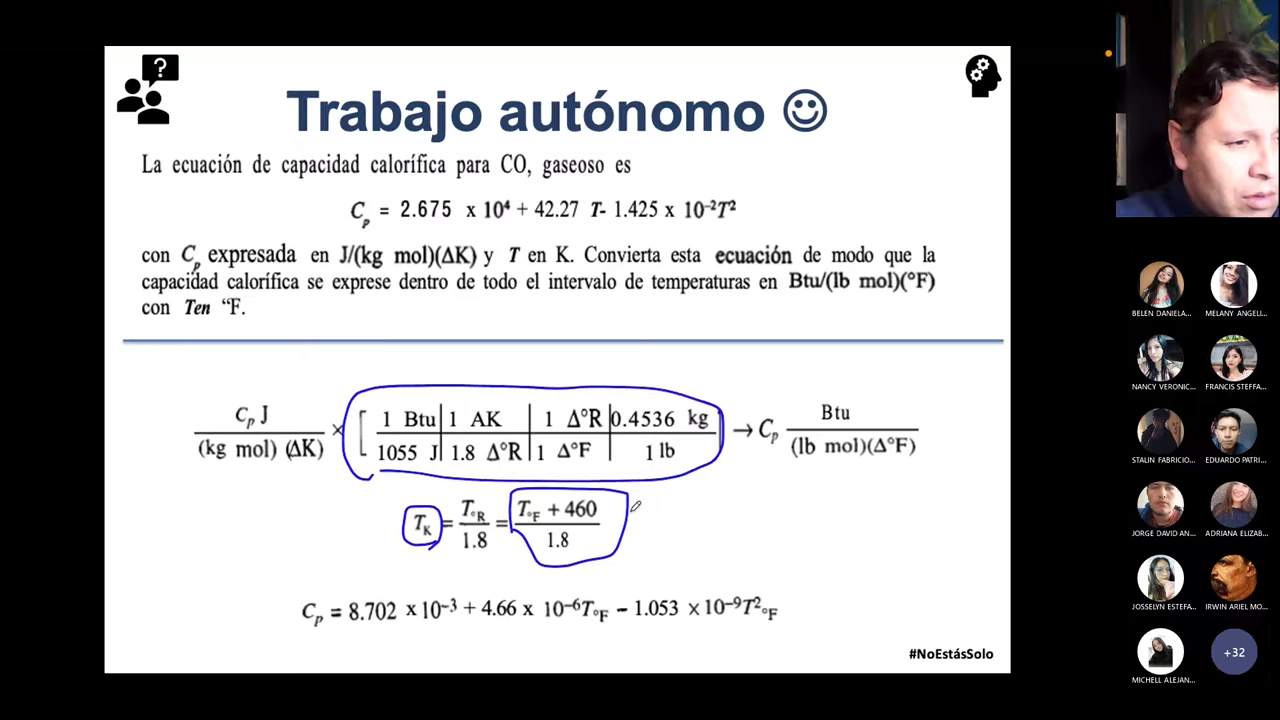 ?
Trabajo autónomo ☺
La ecuación de capacidad calorífica para CO, gaseoso es
Cₚ = 2.675 x 10⁴ + 42.27 T- 1.425 x 10⁻²T²
con Cₚ expresada en J/(kg mol)(ΔK) y T en K. Convierta esta ecuación de modo que la
capacidad calorífica se exprese dentro de todo el intervalo de temperaturas en Btu/(lb mol)(°F)
con Ten “F.
Cₚ J / (kg mol) (ΔK) × [ 1 Btu | 1 AK | 1 Δ°R | 0.4536 kg / 1055 J | 1.8 Δ°R | 1 Δ°F | 1 lb ] → Cₚ Btu / (lb mol)(Δ°F)
T_K = T_°R / 1.8 = T_°F + 460 / 1.8
Cₚ = 8.702 x 10⁻³ + 4.66 x 10⁻⁶T_°F – 1.053 × 10⁻⁹T²_°F
#NoEstásSolo
BELEN DANIELA... MELANY ANGELI...
NANCY VERONIC... FRANCIS STEFFA...
STALIN FABRICIO... EDUARDO PATRI...
JORGE DAVID AN... ADRIANA ELIZAB...
JOSSELYN ESTEFA... IRWIN ARIEL MO...
+32
MICHELL ALEJAN...